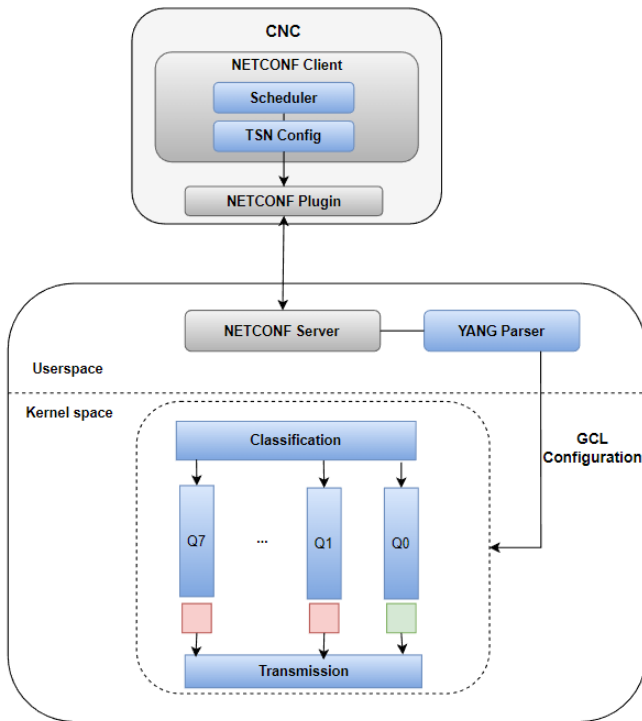 CNC
NETCONF Client
Scheduler
TSN Config
NETCONF Plugin
NETCONF Server
YANG Parser
Userspace
Kernel space
GCL
Configuration
Classification
Q7
...
Q1
Q0
Transmission